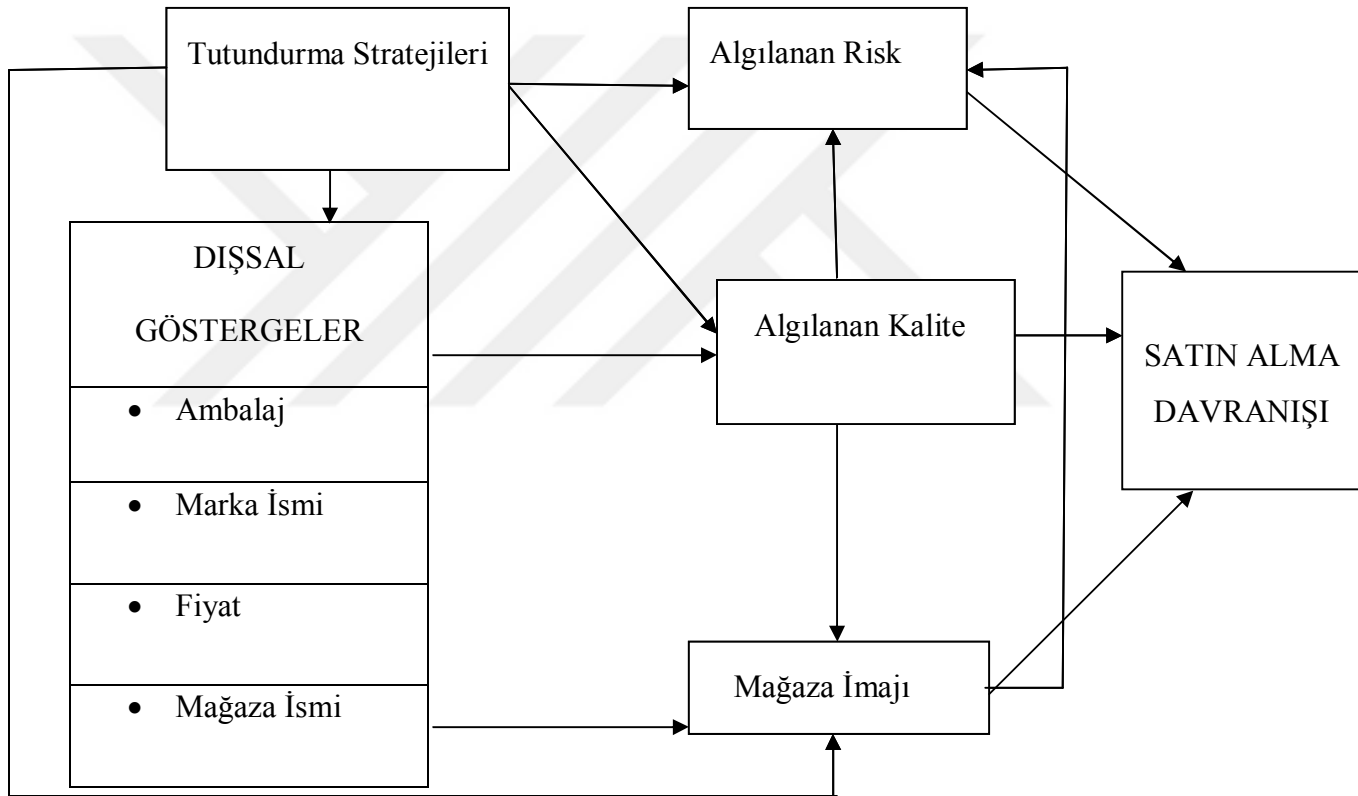 Tutundurma Stratejileri
Algılanan Risk
DIŞSAL
GÖSTERGELER
Algılanan Kalite
SATIN ALMA
DAVRANIŞI
• Ambalaj
• Marka İsmi
• Fiyat
• Mağaza İsmi
Mağaza İmajı